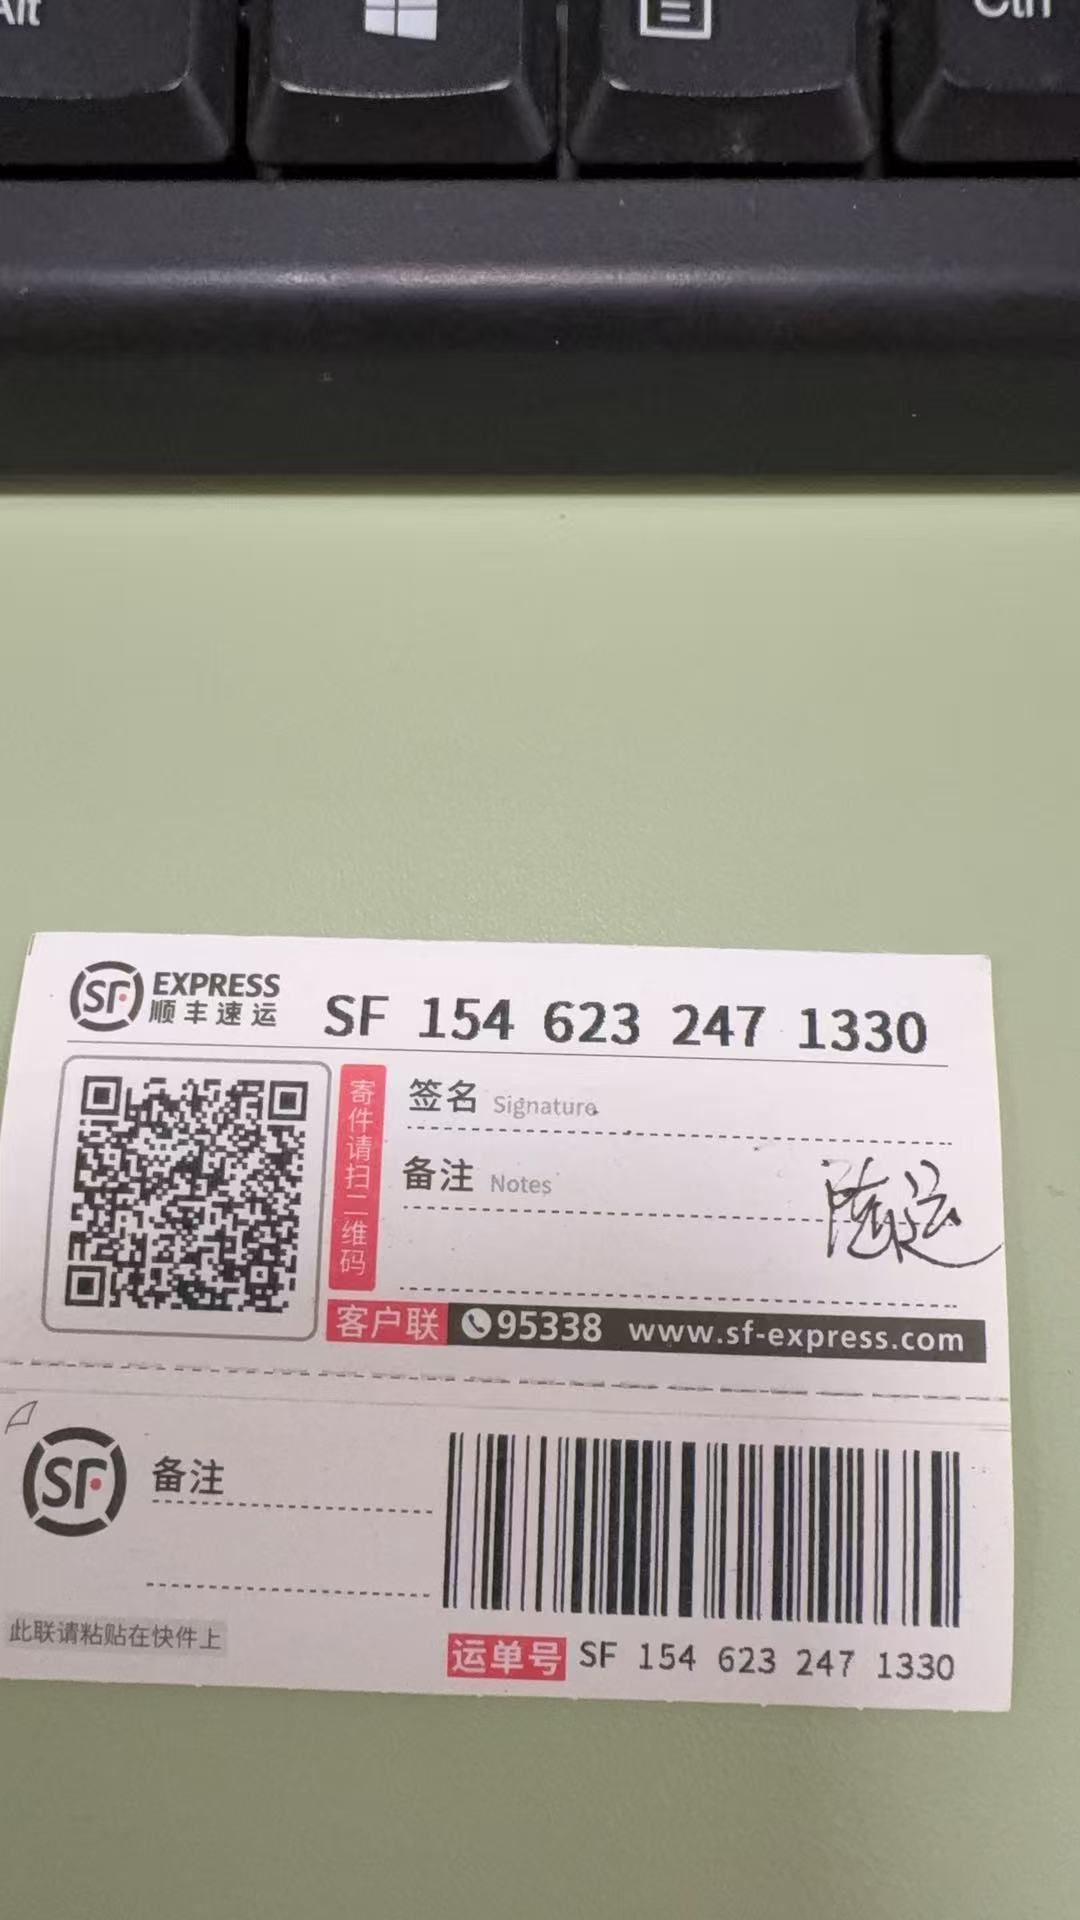 Alt
Ctrl
SF EXPRESS
顺丰速运
SF 154 623 247 1330
寄件请扫二维码
签名 Signature
备注 Notes
客户联 95338 www.sf-express.com
SF
备注
此联请粘贴在快件上
运单号 SF 154 623 247 1330